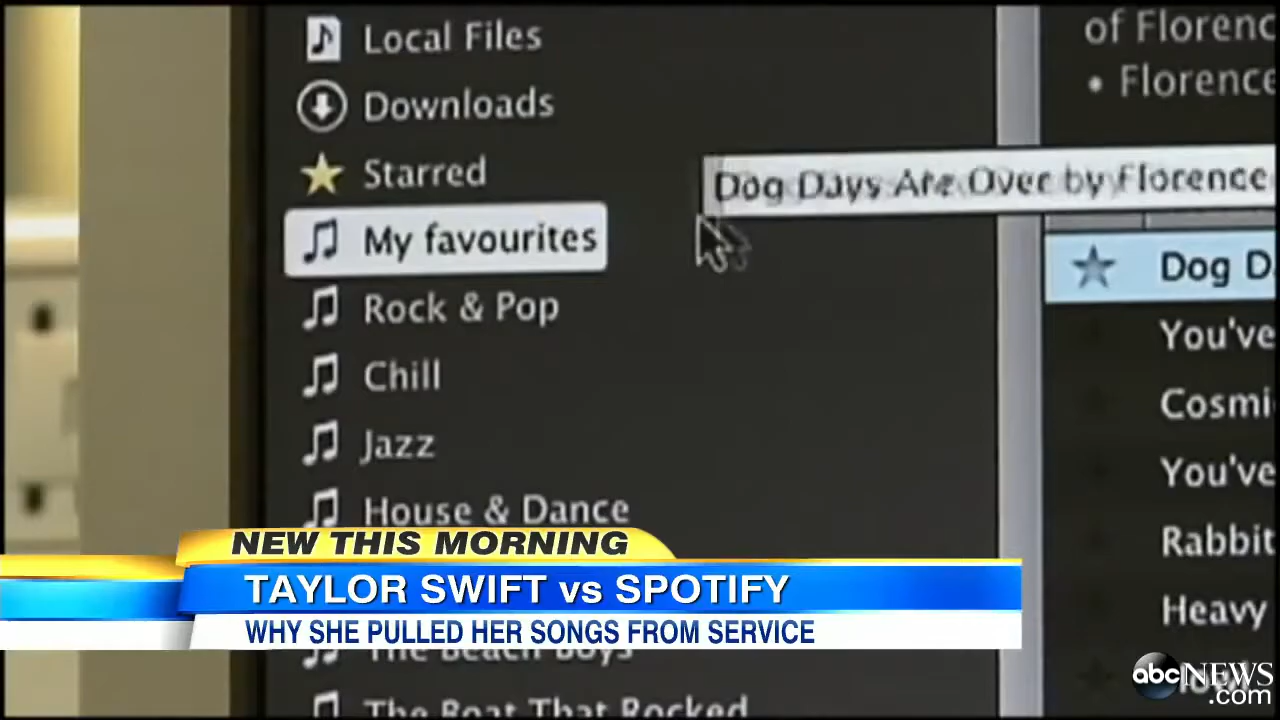 Local Files
Downloads
Starred
My favourites
Rock & Pop
Chill
Jazz
House & Dance
The Beach Boys
The Boat That Rocked
of Florenc
• Florence
Dog Days Are Over by Florence
Dog D
You've
Cosmi
You've
Rabbit
Heavy
NEW THIS MORNING
TAYLOR SWIFT vs SPOTIFY
WHY SHE PULLED HER SONGS FROM SERVICE
abc NEWS
.com